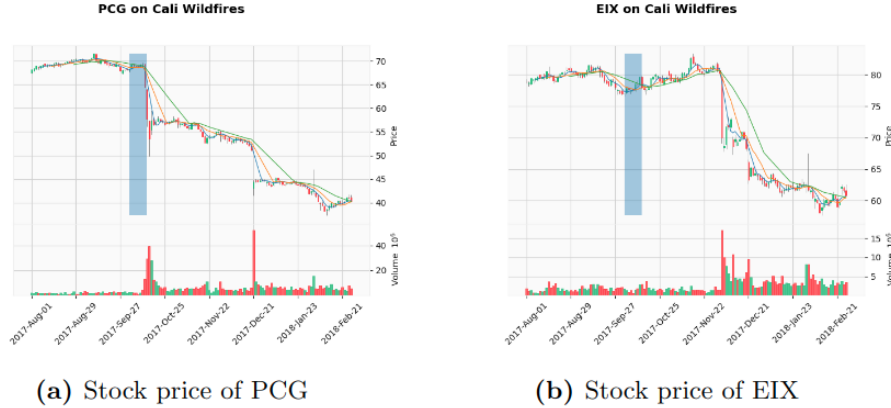 PCG on Cali Wildfires
70
65
60
55
50
45
40
Price
40
20
Volume 10^5
2017-Aug-01
2017-Aug-29
2017-Sep-27
2017-Oct-25
2017-Nov-22
2017-Dec-21
2018-Jan-23
2018-Feb-21
(a) Stock price of PCG
EIX on Cali Wildfires
80
75
70
65
60
Price
15
10
5
Volume 10^5
2017-Aug-01
2017-Aug-29
2017-Sep-27
2017-Oct-25
2017-Nov-22
2017-Dec-21
2018-Jan-23
2018-Feb-21
(b) Stock price of EIX